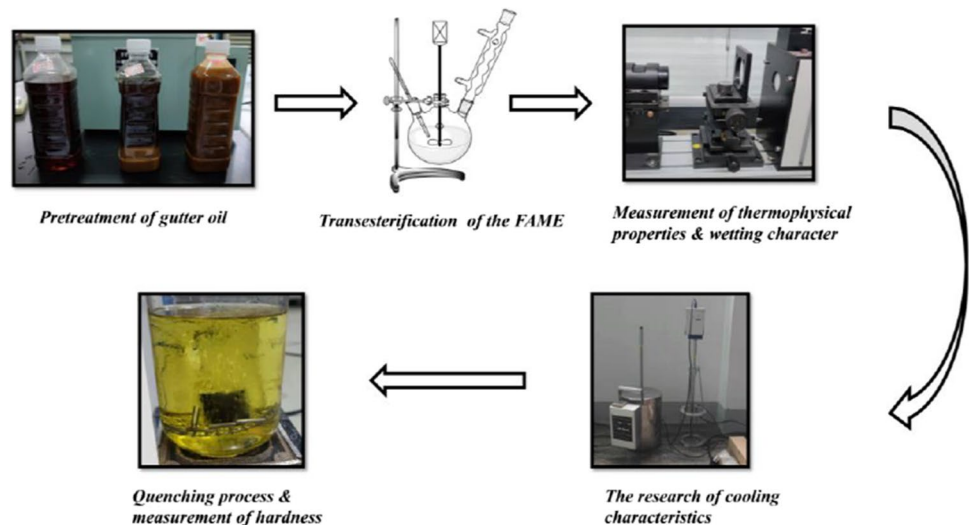 Pretreatment of gutter oil
Transesterification of the FAME
Measurement of thermophysical
properties & wetting character
Quenching process &
measurement of hardness
The research of cooling
characteristics